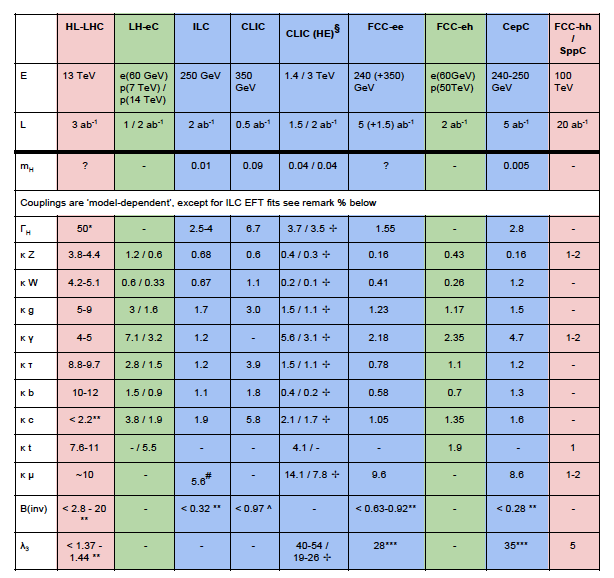 HL-LHC LH-eC ILC CLIC CLIC (HE)§ FCC-ee FCC-eh CepC FCC-hh / SppC
E 13 TeV e(60 GeV) p(7 TeV) / p(14 TeV) 250 GeV 350 GeV 1.4 / 3 TeV 240 (+350) GeV e(60GeV) p(50TeV) 240-250 GeV 100 TeV
L 3 ab⁻¹ 1 / 2 ab⁻¹ 2 ab⁻¹ 0.5 ab⁻¹ 1.5 / 2 ab⁻¹ 5 (+1.5) ab⁻¹ 2 ab⁻¹ 5 ab⁻¹ 20 ab⁻¹
m_H ? - 0.01 0.09 0.04 / 0.04 ? - 0.005 -
Couplings are 'model-dependent', except for ILC EFT fits see remark % below
Γ_H 50* - 2.5-4 6.7 3.7 / 3.5 ÷ 1.55 - 2.8 -
κ Z 3.8-4.4 1.2 / 0.6 0.68 0.6 0.4 / 0.3 ÷ 0.16 0.43 0.16 1-2
κ W 4.2-5.1 0.6 / 0.33 0.67 1.1 0.2 / 0.1 ÷ 0.41 0.26 1.2 -
κ g 5-9 3 / 1.6 1.7 3.0 1.5 / 1.1 ÷ 1.23 1.17 1.5 -
κ γ 4-5 7.1 / 3.2 1.2 - 5.6 / 3.1 ÷ 2.18 2.35 4.7 1-2
κ τ 8.8-9.7 2.8 / 1.5 1.2 3.9 1.5 / 1.1 ÷ 0.78 1.1 1.2 -
κ b 10-12 1.5 / 0.9 1.1 1.8 0.4 / 0.2 ÷ 0.58 0.7 1.3 -
κ c < 2.2** 3.8 / 1.9 1.9 5.8 2.1 / 1.7 ÷ 1.05 1.35 1.6 -
κ t 7.6-11 - / 5.5 - - 4.1 / - - 1.9 - 1
κ μ ~10 - 5.6# - 14.1 / 7.8 ÷ 9.6 - 8.6 1-2
B(inv) < 2.8 - 20 ** - < 0.32 ** < 0.97 ^ - < 0.63-0.92** - < 0.28 ** -
λ₃ < 1.37 - 1.44 ** - - - 40-54 / 19-26 ÷ 28*** - 35*** 5